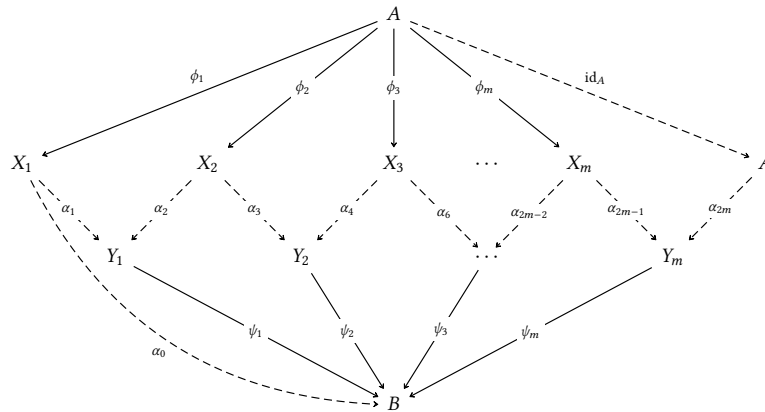 A
ϕ₁ ϕ₂ ϕ₃ ϕₘ id_A
X₁ X₂ X₃ ⋯ Xₘ A
α₁ α₂ α₃ α₄ α₆ α₂ₘ₋₂ α₂ₘ₋₁ α₂ₘ
Y₁ Y₂ ⋯ Yₘ
ψ₁ ψ₂ ψ₃ ψₘ
α₀
B